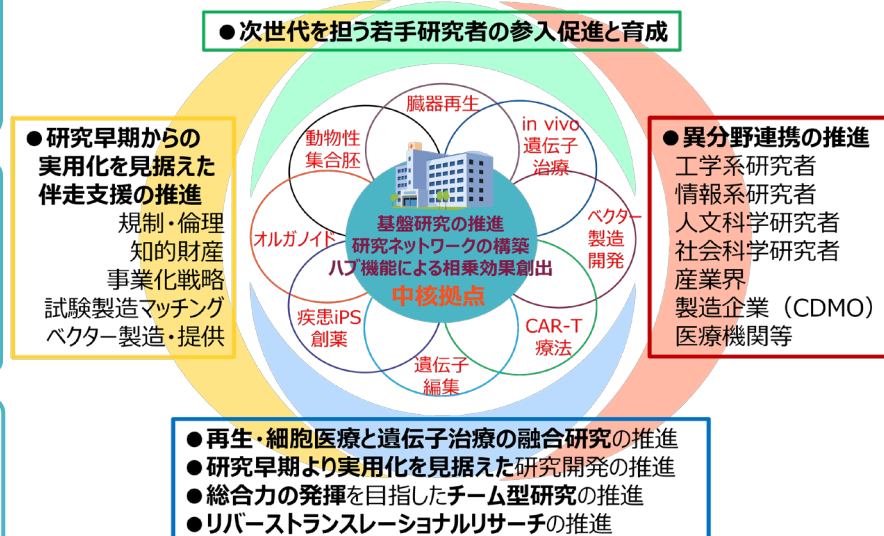 ●次世代を担う若手研究者の参入促進と育成
●研究早期からの
実用化を見据えた
伴走支援の推進
規制・倫理
知的財産
事業化戦略
試験製造マッチング
ベクター製造・提供
臓器再生
動物性
集合胚
in vivo
遺伝子
治療
オルガノイド
ベクター
製造
開発
基盤研究の推進
研究ネットワークの構築
ハブ機能による相乗効果創出
中核拠点
疾患iPS
創薬
CAR-T
療法
遺伝子
編集
●異分野連携の推進
工学系研究者
情報系研究者
人文科学研究者
社会科学研究者
産業界
製造企業（CDMO）
医療機関等
●再生・細胞医療と遺伝子治療の融合研究の推進
●研究早期より実用化を見据えた研究開発の推進
●総合力の発揮を目指したチーム型研究の推進
●リバーストランスレーショナルリサーチの推進